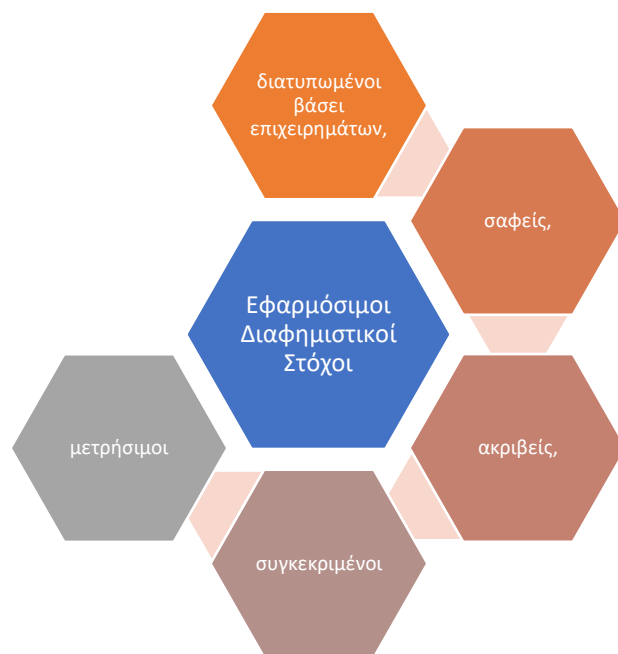 διατυπωμένοι
βάσει
επιχειρημάτων,
σαφείς,
Εφαρμόσιμοι
Διαφημιστικοί
Στόχοι
ακριβείς,
συγκεκριμένοι
μετρήσιμοι